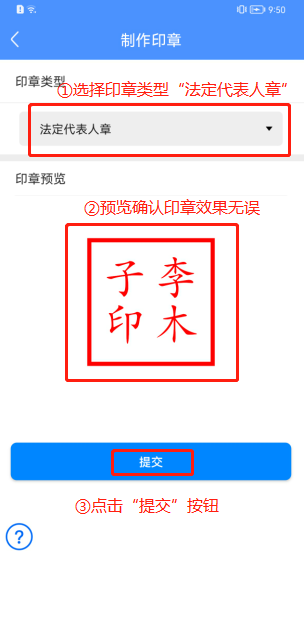 9:50
制作印章
印章类型
①选择印章类型“法定代表人章”
法定代表人章
印章预览
②预览确认印章效果无误
子李
印木
提交
③点击“提交”按钮
?